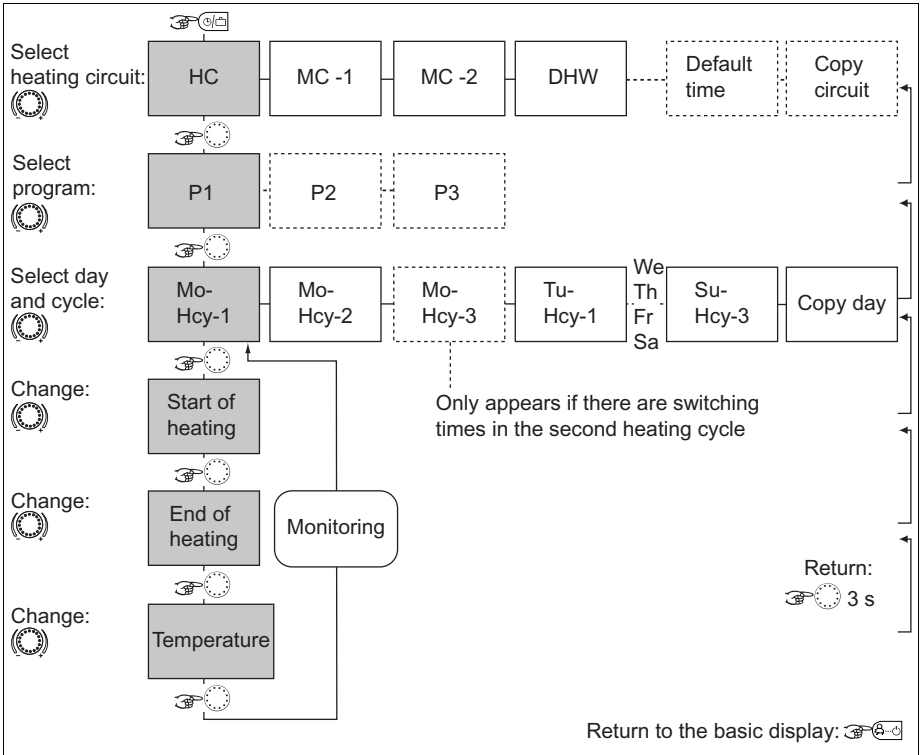 Select
heating circuit:
HC
MC -1
MC -2
DHW
Default
time
Copy
circuit
Select
program:
P1
P2
P3
Select day
and cycle:
Mo-
Hcy-1
Mo-
Hcy-2
Mo-
Hcy-3
Tu-
Hcy-1
We
Th
Fr
Sa
Su-
Hcy-3
Copy day
Change:
Start of
heating
Only appears if there are switching
times in the second heating cycle
Change:
End of
heating
Monitoring
Return:
3 s
Change:
Temperature
Return to the basic display: